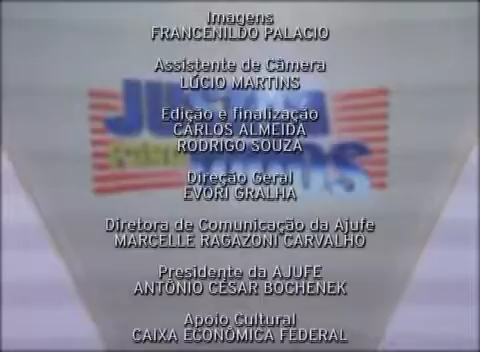 Imagens
FRANCENILDO PALACIO
Assistente de Câmera
LÚCIO MARTINS
Edição e finalização
CARLOS ALMEIDA
RODRIGO SOUZA
Direção Geral
EVORI GRALHA
Diretora de Comunicação da Ajufe
MARCELLE RAGAZONI CARVALHO
Presidente da AJUFE
ANTÔNIO CÉSAR BOCHENEK
Apoio Cultural
CAIXA ECONÔMICA FEDERAL